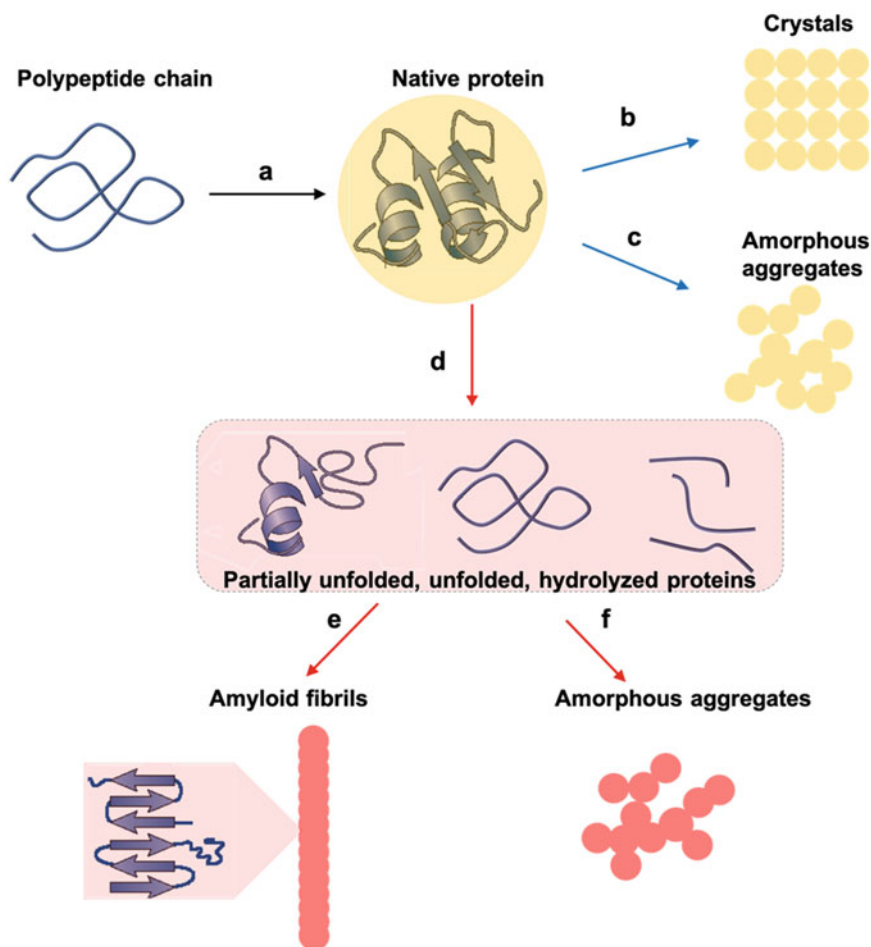 Crystals
Polypeptide chain
Native protein
a
b
c
Amorphous
aggregates
d
Partially unfolded, unfolded, hydrolyzed proteins
e
f
Amyloid fibrils
Amorphous aggregates